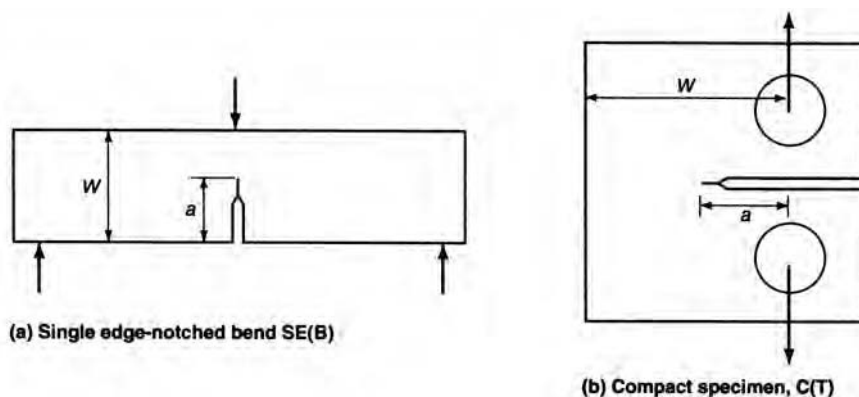 W
a
(a) Single edge-notched bend SE(B)
W
a
(b) Compact specimen, C(T)